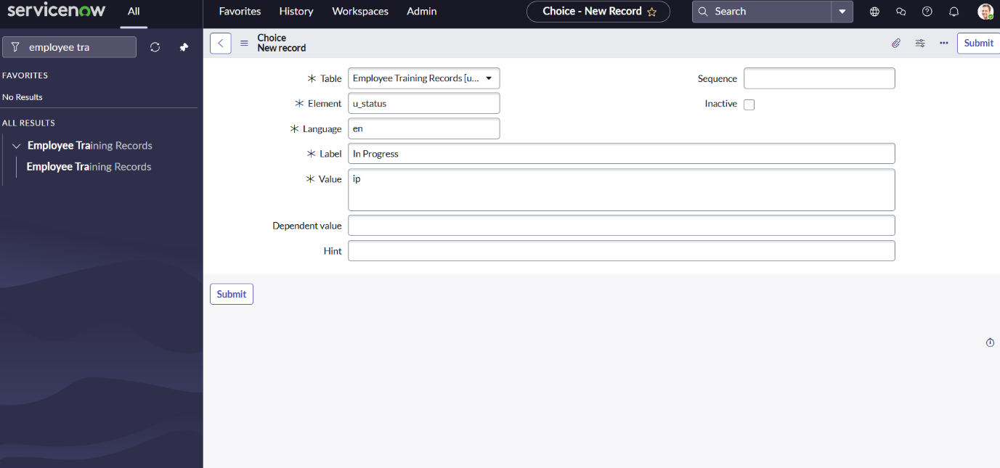 servicenow
All
Favorites
History
Workspaces
Admin
Choice - New Record
Search
employee tra
Choice
New record
Submit
FAVORITES
No Results
ALL RESULTS
Employee Training Records
Employee Training Records
Table
Employee Training Records [u...
Sequence
Element
u_status
Inactive
Language
en
Label
In Progress
Value
ip
Dependent value
Hint
Submit